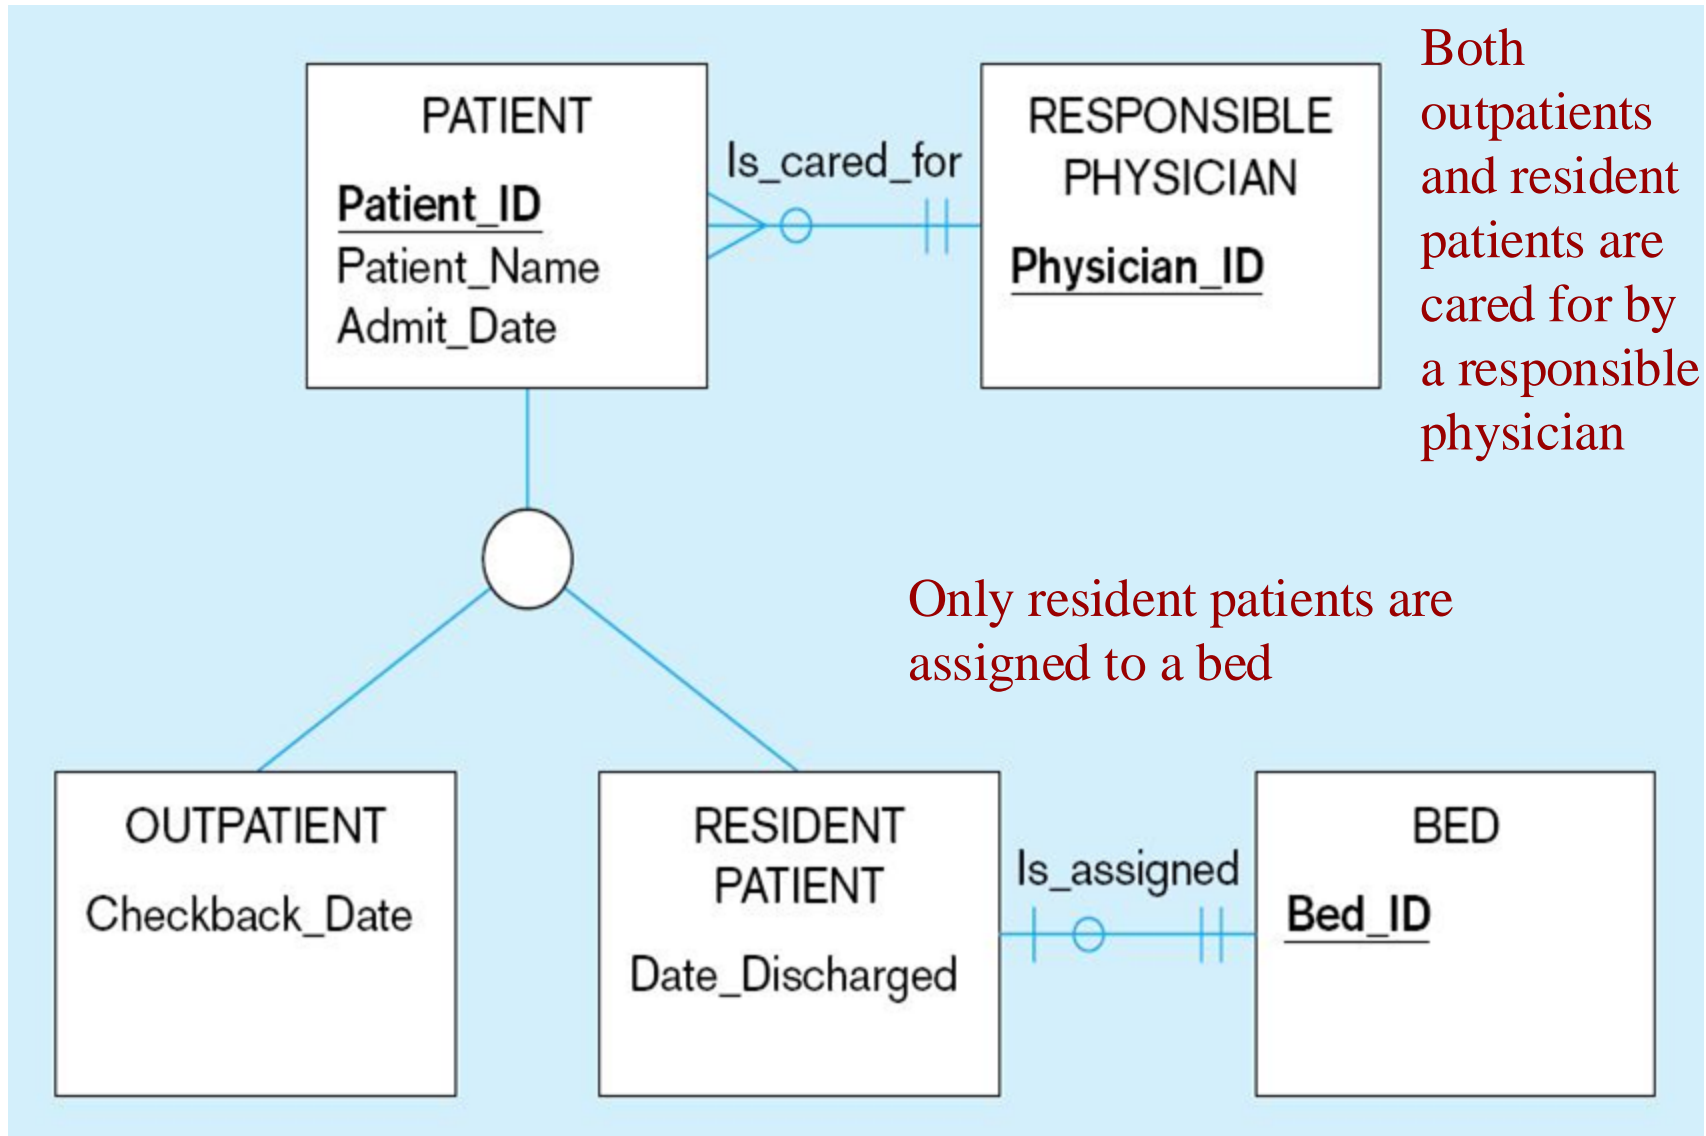 PATIENT
Patient_ID
Patient_Name
Admit_Date
Is_cared_for
RESPONSIBLE
PHYSICIAN
Physician_ID
Both
outpatients
and resident
patients are
cared for by
a responsible
physician
Only resident patients are
assigned to a bed
OUTPATIENT
Checkback_Date
RESIDENT
PATIENT
Date_Discharged
Is_assigned
BED
Bed_ID